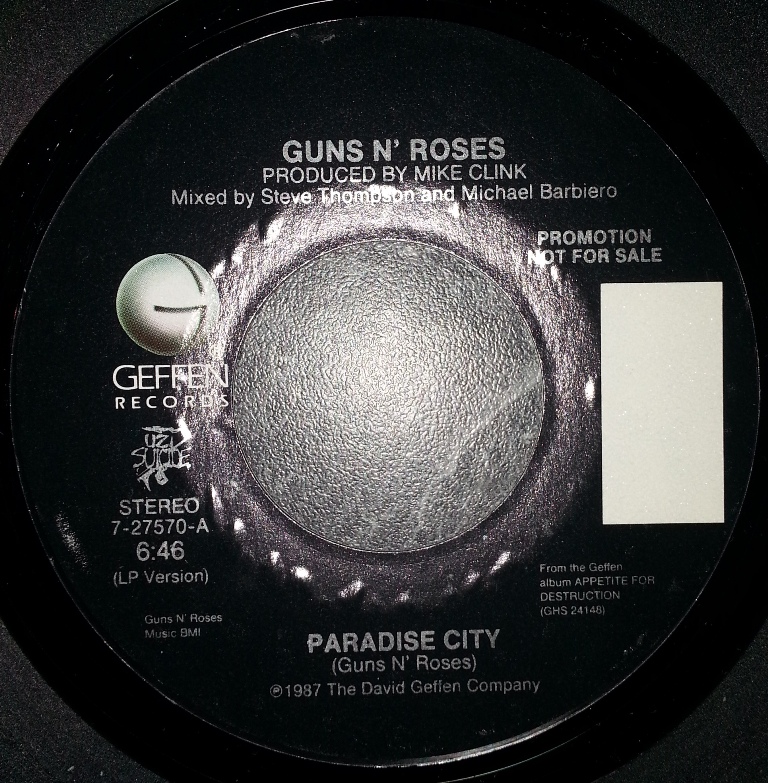 GUNS N' ROSES
PRODUCED BY MIKE CLINK
Mixed by Steve Thompson and Michael Barbiero
PROMOTION
NOT FOR SALE
GEFFEN
RECORDS
UZI
SUICIDE
STEREO
7-27570-A
6:46
(LP Version)
Guns N' Roses
Music BMI
From the Geffen
album APPETITE FOR
DESTRUCTION
(GHS 24148)
PARADISE CITY
(Guns N' Roses)
℗1987 The David Geffen Company